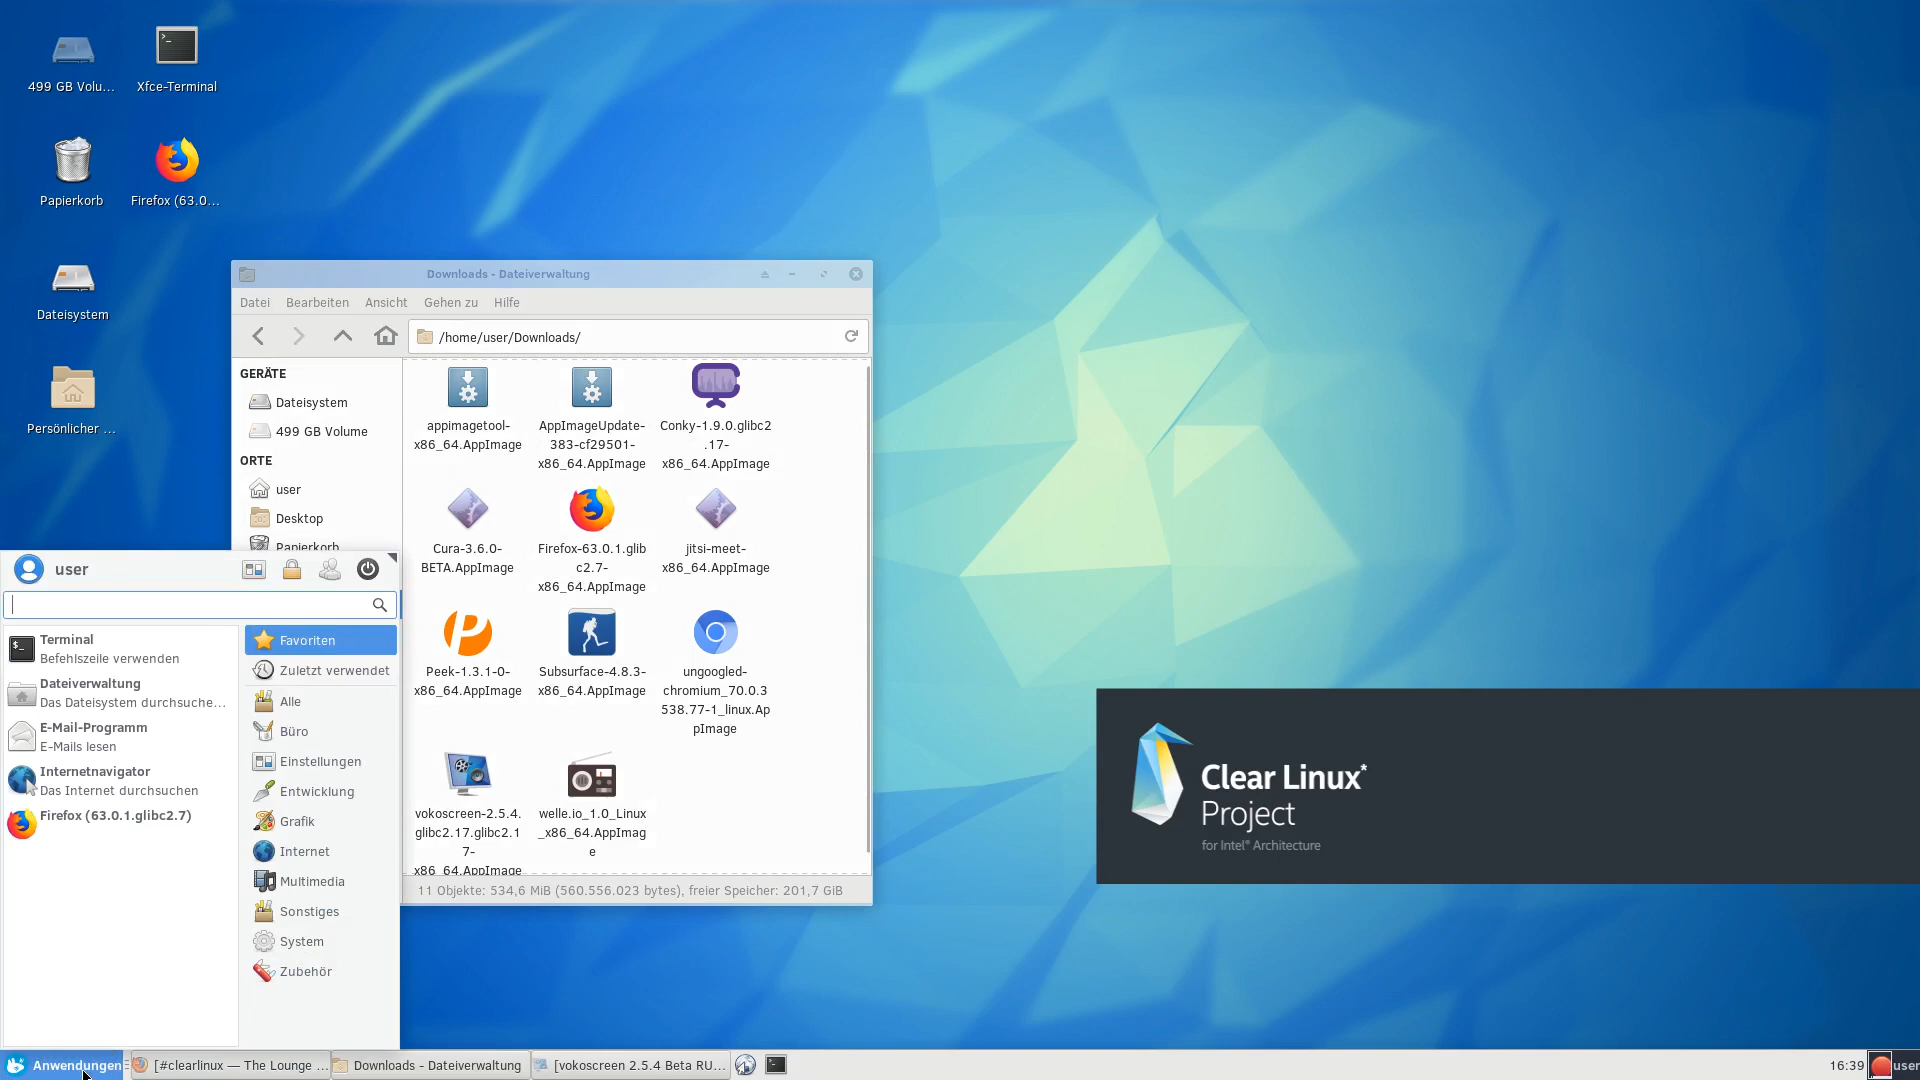 499 GB Volu...
Xfce-Terminal
Papierkorb
Firefox (63.0...
Dateisystem
Persönlicher ...
Downloads - Dateiverwaltung
Datei Bearbeiten Ansicht Gehen zu Hilfe
/home/user/Downloads/
GERÄTE
Dateisystem
499 GB Volume
ORTE
user
Desktop
Papierkorb
appimagetool-
x86_64.AppImage
AppImageUpdate-
383-cf29501-
x86_64.AppImage
Conky-1.9.0.glibc2
.17-
x86_64.AppImage
Cura-3.6.0-
BETA.AppImage
Firefox-63.0.1.glib
c2.7-
x86_64.AppImage
jitsi-meet-
x86_64.AppImage
Peek-1.3.1-0-
x86_64.AppImage
Subsurface-4.8.3-
x86_64.AppImage
ungoogled-
chromium_70.0.3
538.77-1_linux.Ap
pImage
vokoscreen-2.5.4.
glibc2.17.glibc2.1
7-
x86_64.AppImage
welle.io_1.0_Linux
_x86_64.AppImag
e
11 Objekte: 534,6 MiB (560.556.023 bytes), freier Speicher: 201,7 GiB
user
Terminal
Befehlszeile verwenden
Dateiverwaltung
Das Dateisystem durchsuche...
E-Mail-Programm
E-Mails lesen
Internetnavigator
Das Internet durchsuchen
Firefox (63.0.1.glibc2.7)
Favoriten
Zuletzt verwendet
Alle
Büro
Einstellungen
Entwicklung
Grafik
Internet
Multimedia
Sonstiges
System
Zubehör
Clear Linux*
Project
for Intel® Architecture
Anwendungen
[#clearlinux — The Lounge ...
Downloads - Dateiverwaltung
[vokoscreen 2.5.4 Beta RU...
16:39
user